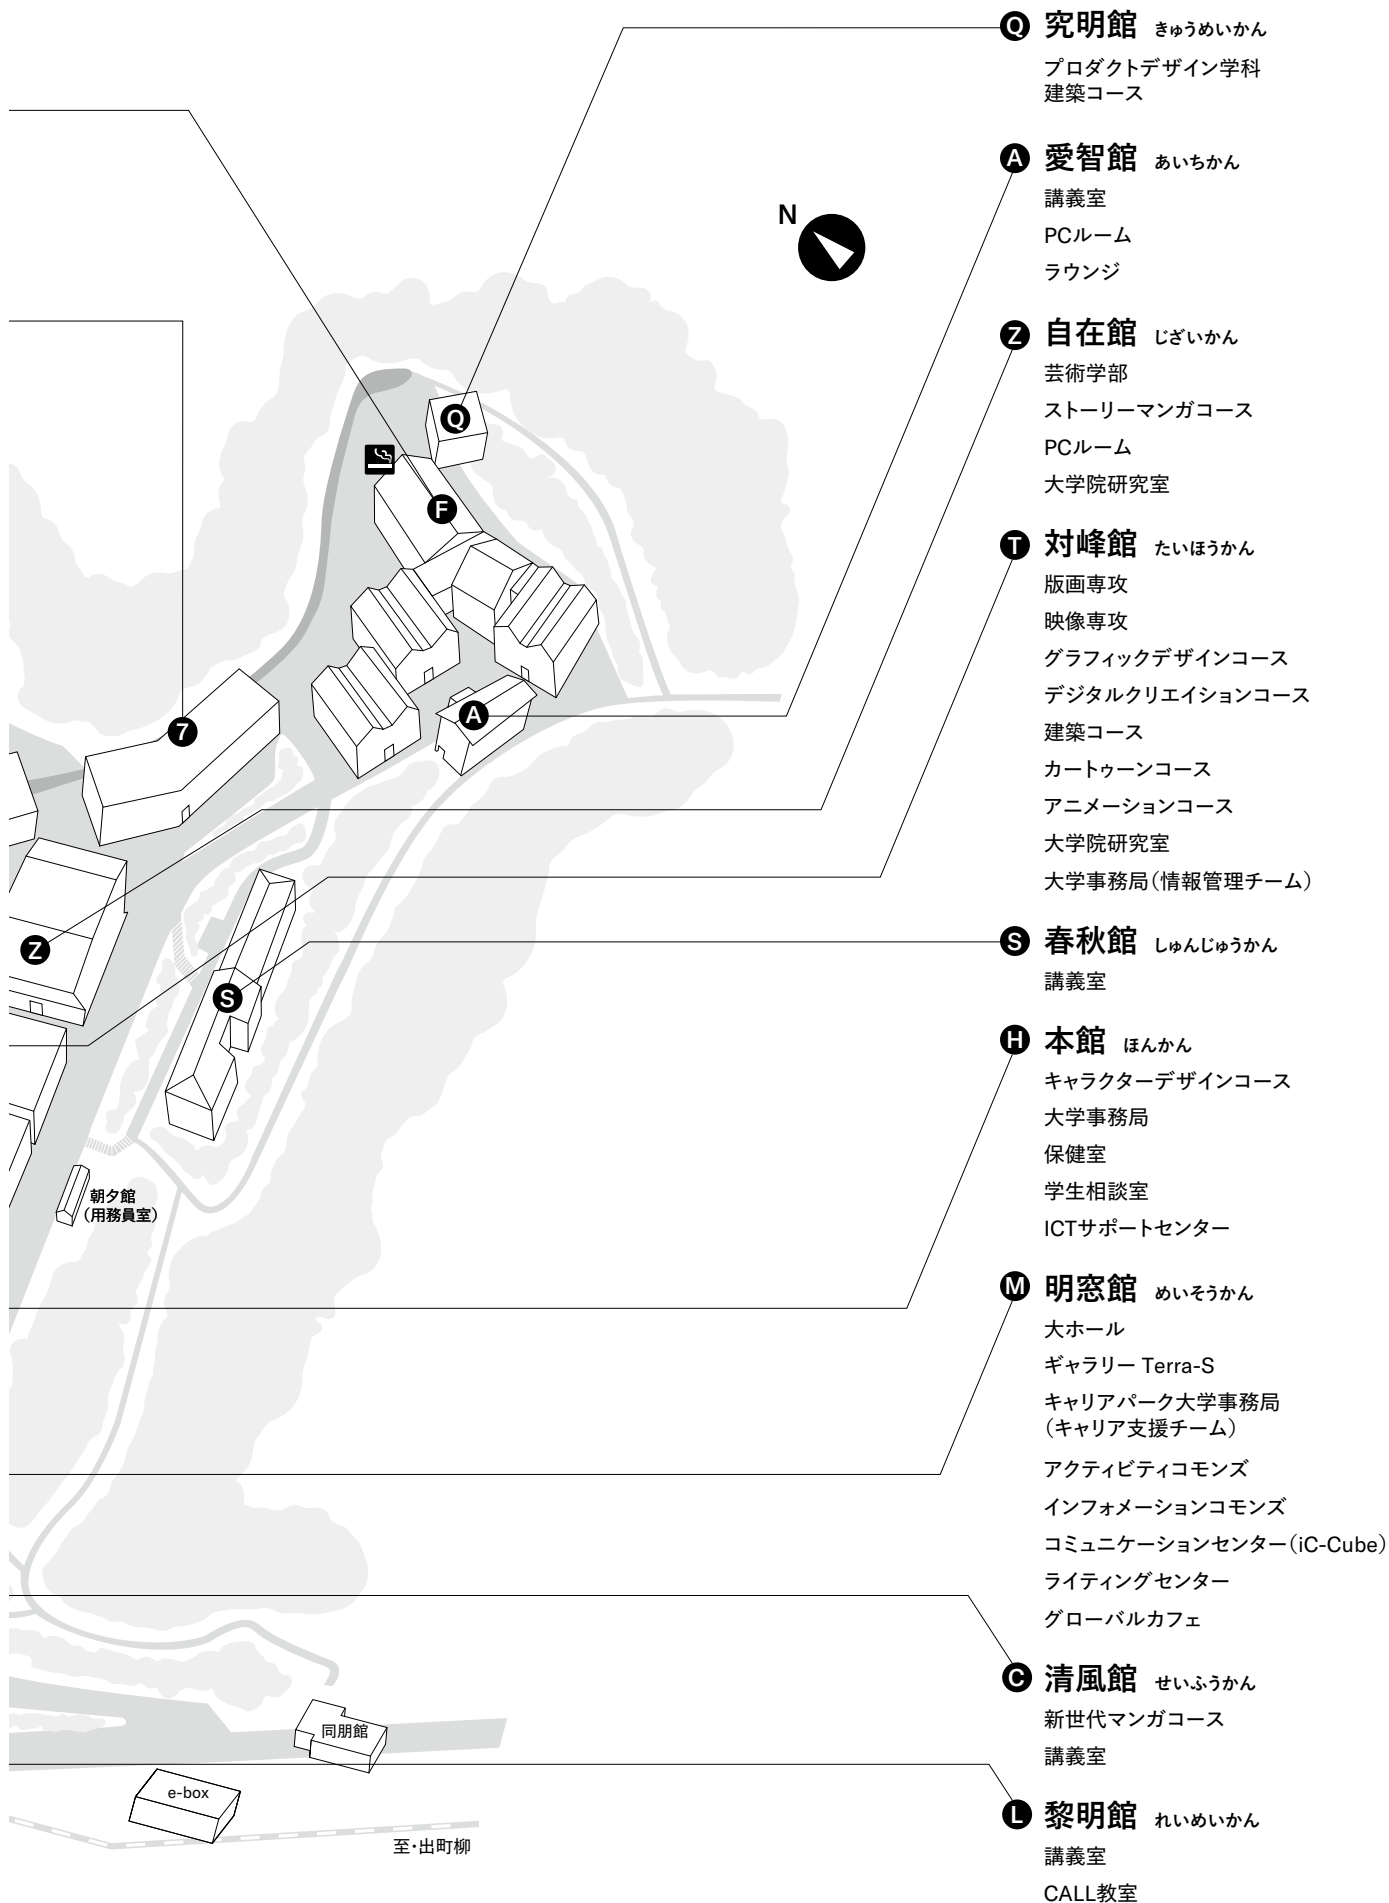 Q 究明館 きゅうめいかん
プロダクトデザイン学科
建築コース
A 愛智館 あいちかん
講義室
PCルーム
ラウンジ
N
Z 自在館 じざいかん
芸術学部
ストーリーマンガコース
PCルーム
大学院研究室
Q
F
T 対峰館 たいほうかん
版画専攻
映像専攻
グラフィックデザインコース
デジタルクリエイションコース
建築コース
カートゥーンコース
アニメーションコース
大学院研究室
大学事務局(情報管理チーム)
A
7
Z
S
S 春秋館 しゅんじゅうかん
講義室
H 本館 ほんかん
キャラクターデザインコース
大学事務局
保健室
学生相談室
ICTサポートセンター
朝夕館
(用務員室)
M 明窓館 めいそうかん
大ホール
ギャラリー Terra-S
キャリアパーク大学事務局
(キャリア支援チーム)
アクティビティコモンズ
インフォメーションコモンズ
コミュニケーションセンター(iC-Cube)
ライティングセンター
グローバルカフェ
C 清風館 せいふうかん
新世代マンガコース
講義室
同朋館
e-box
至・出町柳
L 黎明館 れいめいかん
講義室
CALL教室